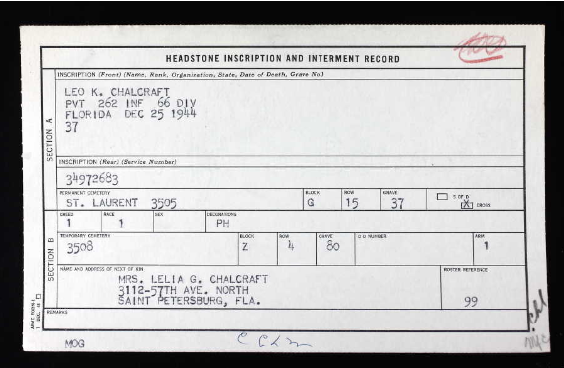 HEADSTONE INSCRIPTION AND INTERMENT RECORD
INSCRIPTION (Front) (Name, Rank, Organization, State, Date of Death, Grave No)
LEO K. CHALCRAFT
PVT 262 INF 66 DIV
FLORIDA DEC 25 1944
37
SECTION A
INSCRIPTION (Rear) (Service Number)
34972683
PERMANENT CEMETERY BLOCK ROW GRAVE
ST. LAURENT 3505 G 15 37
S OF D
X CROSS
CREED RACE SEX DECORATIONS
1 1 PH
SECTION B
TEMPORARY CEMETERY BLOCK ROW GRAVE D D NUMBER ARM
3508 Z 4 80 1
NAME AND ADDRESS OF NEXT OF KIN ROSTER REFERENCE
MRS. LELIA G. CHALCRAFT
3112-57TH AVE. NORTH
SAINT PETERSBURG, FLA.
99
REMARKS
MOG